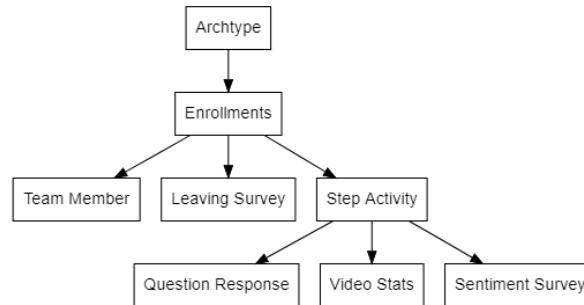 Archtype
Enrollments
Team Member
Leaving Survey
Step Activity
Question Response
Video Stats
Sentiment Survey